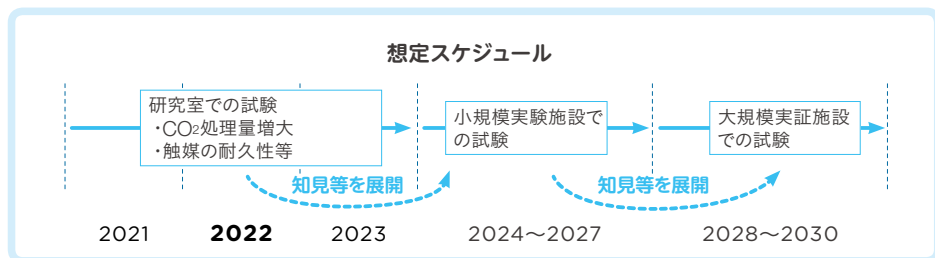 想定スケジュール
研究室での試験
・CO₂処理量増大
・触媒の耐久性等
小規模実験施設で
の試験
大規模実証施設
での試験
知見等を展開
知見等を展開
2021
2022
2023
2024〜2027
2028〜2030